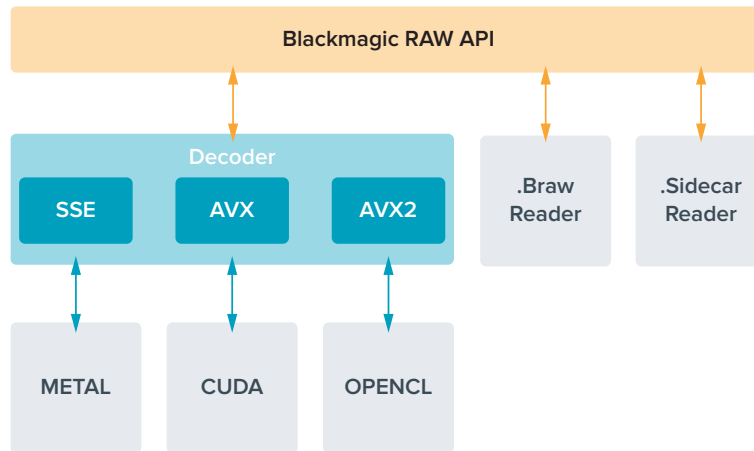 Blackmagic RAW API
Decoder
SSE
AVX
AVX2
.Braw
Reader
.Sidecar
Reader
METAL
CUDA
OPENCL